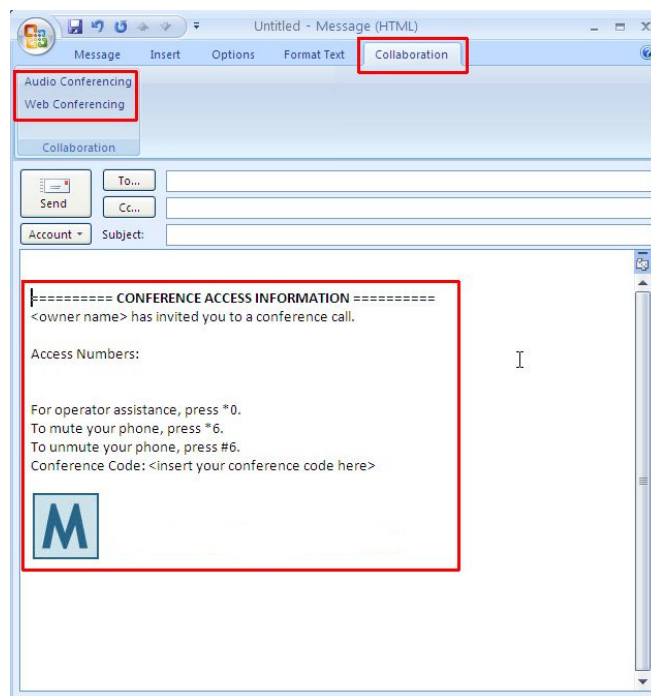 Untitled - Message (HTML)
Message Insert Options Format Text Collaboration
Audio Conferencing
Web Conferencing
Collaboration
To...
Send
Cc...
Account Subject:
========== CONFERENCE ACCESS INFORMATION ==========
<owner name> has invited you to a conference call.
Access Numbers:
For operator assistance, press *0.
To mute your phone, press *6.
To unmute your phone, press #6.
Conference Code: <insert your conference code here>
M